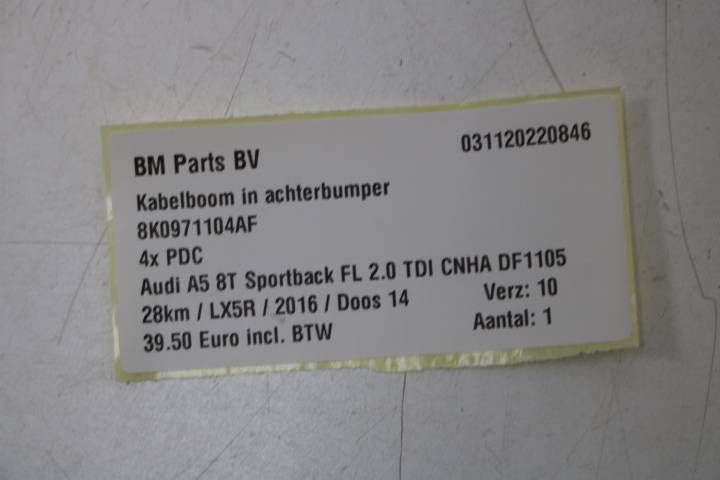 BM Parts BV 031120220846
Kabelboom in achterbumper
8K0971104AF
4x PDC
Audi A5 8T Sportback FL 2.0 TDI CNHA DF1105
28km / LX5R / 2016 / Doos 14 Verz: 10
39.50 Euro incl. BTW Aantal: 1